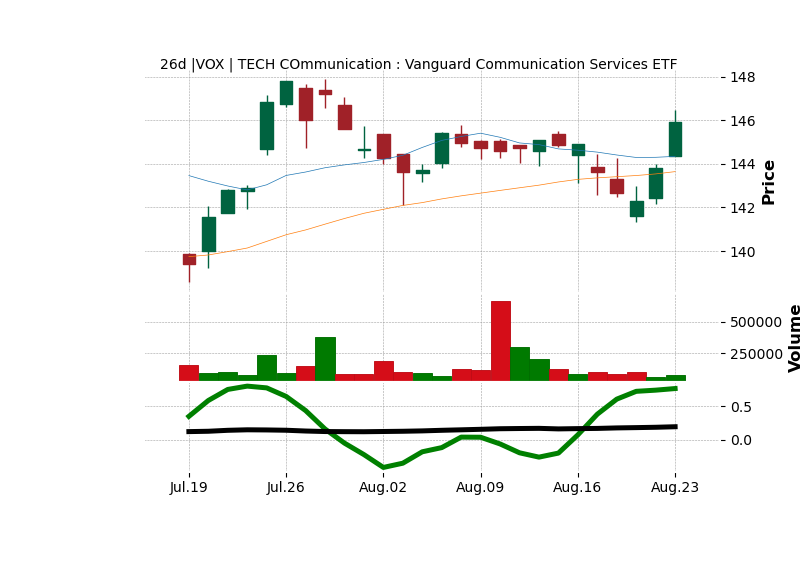 26d |VOX | TECH COmmunication : Vanguard Communication Services ETF
148
146
144
142
140
Price
500000
250000
Volume
0.5
0.0
Jul.19 Jul.26 Aug.02 Aug.09 Aug.16 Aug.23